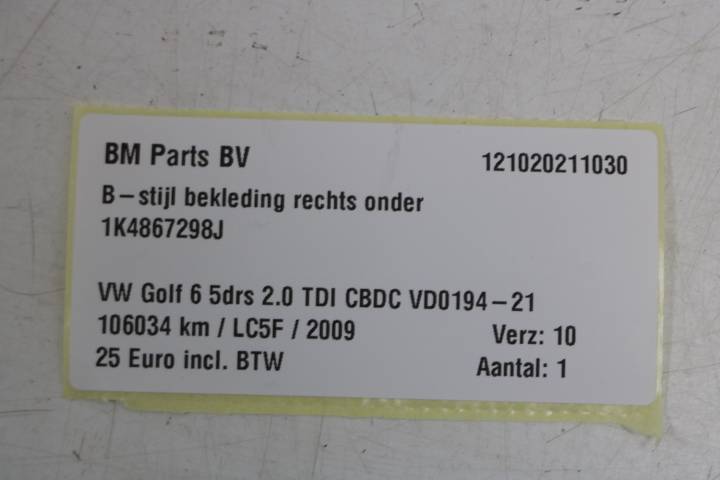 BM Parts BV 121020211030
B-stijl bekleding rechts onder
1K4867298J
VW Golf 6 5drs 2.0 TDI CBDC VD0194-21
106034 km / LC5F / 2009 Verz: 10
25 Euro incl. BTW Aantal: 1